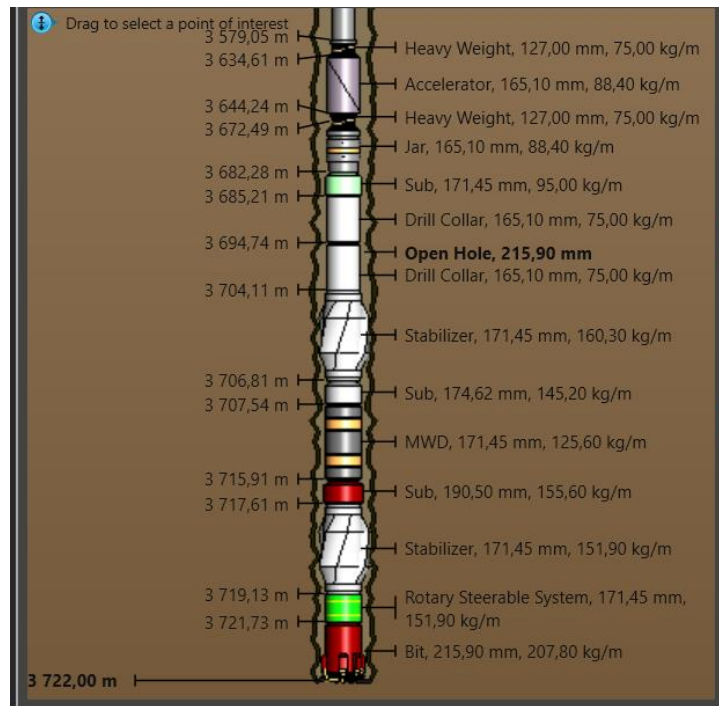 Drag to select a point of interest
3 579,05 m
Heavy Weight, 127,00 mm, 75,00 kg/m
3 634,61 m
Accelerator, 165,10 mm, 88,40 kg/m
3 644,24 m
Heavy Weight, 127,00 mm, 75,00 kg/m
3 672,49 m
Jar, 165,10 mm, 88,40 kg/m
3 682,28 m
Sub, 171,45 mm, 95,00 kg/m
3 685,21 m
Drill Collar, 165,10 mm, 75,00 kg/m
3 694,74 m
Open Hole, 215,90 mm
Drill Collar, 165,10 mm, 75,00 kg/m
3 704,11 m
Stabilizer, 171,45 mm, 160,30 kg/m
3 706,81 m
Sub, 174,62 mm, 145,20 kg/m
3 707,54 m
MWD, 171,45 mm, 125,60 kg/m
3 715,91 m
Sub, 190,50 mm, 155,60 kg/m
3 717,61 m
Stabilizer, 171,45 mm, 151,90 kg/m
3 719,13 m
Rotary Steerable System, 171,45 mm,
151,90 kg/m
3 721,73 m
Bit, 215,90 mm, 207,80 kg/m
3 722,00 m